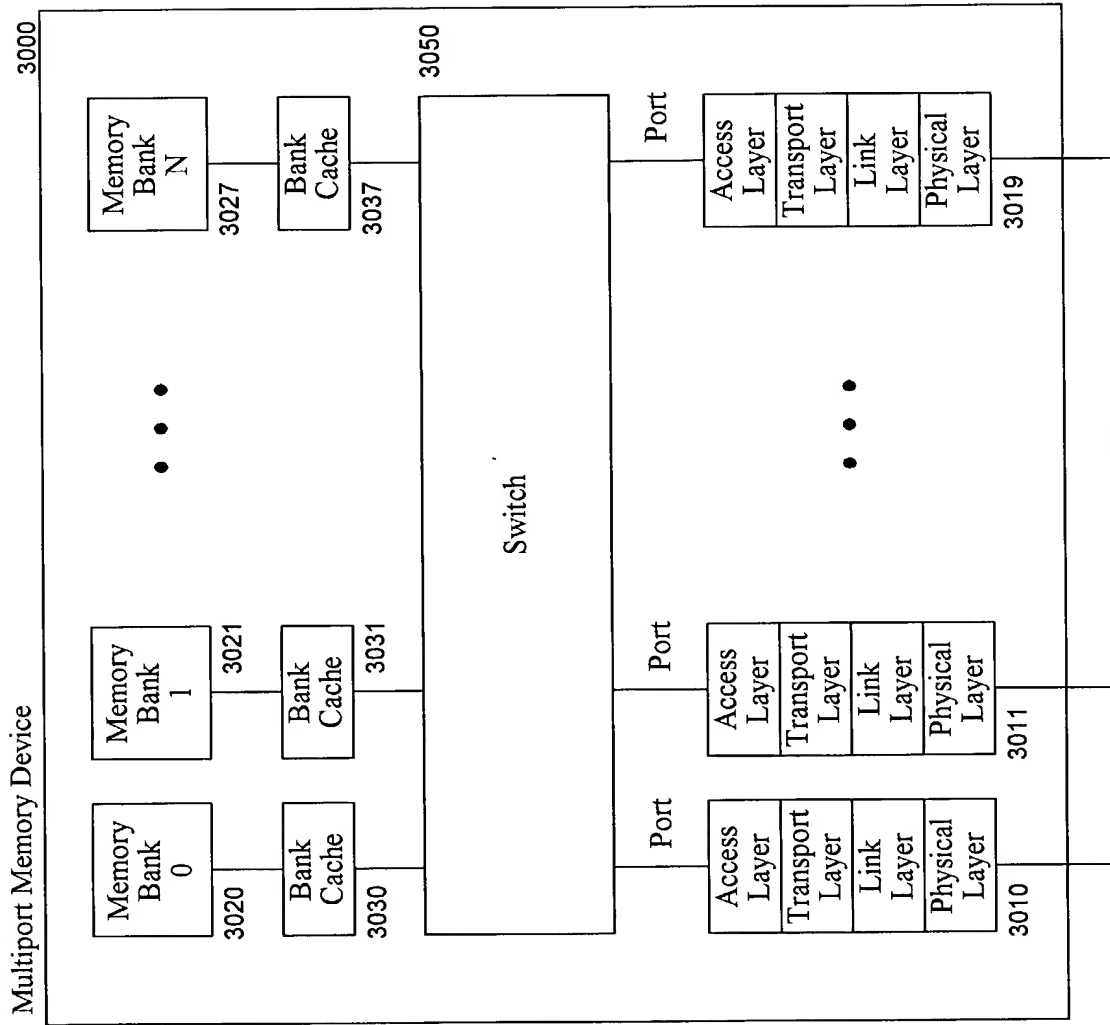 Multiport Memory Device
3000
Memory
Bank
0
3020
Memory
Bank
1
3021
Memory
Bank
N
3027
Bank
Cache
3030
Bank
Cache
3031
Bank
Cache
3037
3050
Switch
Port
Port
Port
Access
Layer
Transport
Layer
Link
Layer
Physical
Layer
3010
Access
Layer
Transport
Layer
Link
Layer
Physical
Layer
3011
Access
Layer
Transport
Layer
Link
Layer
Physical
Layer
3019